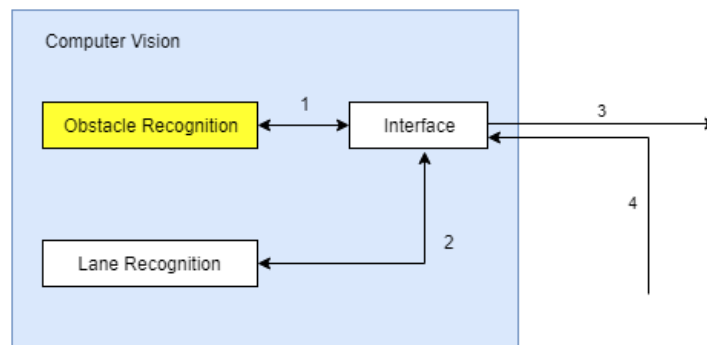 Computer Vision
Obstacle Recognition
1
Interface
3
4
Lane Recognition
2